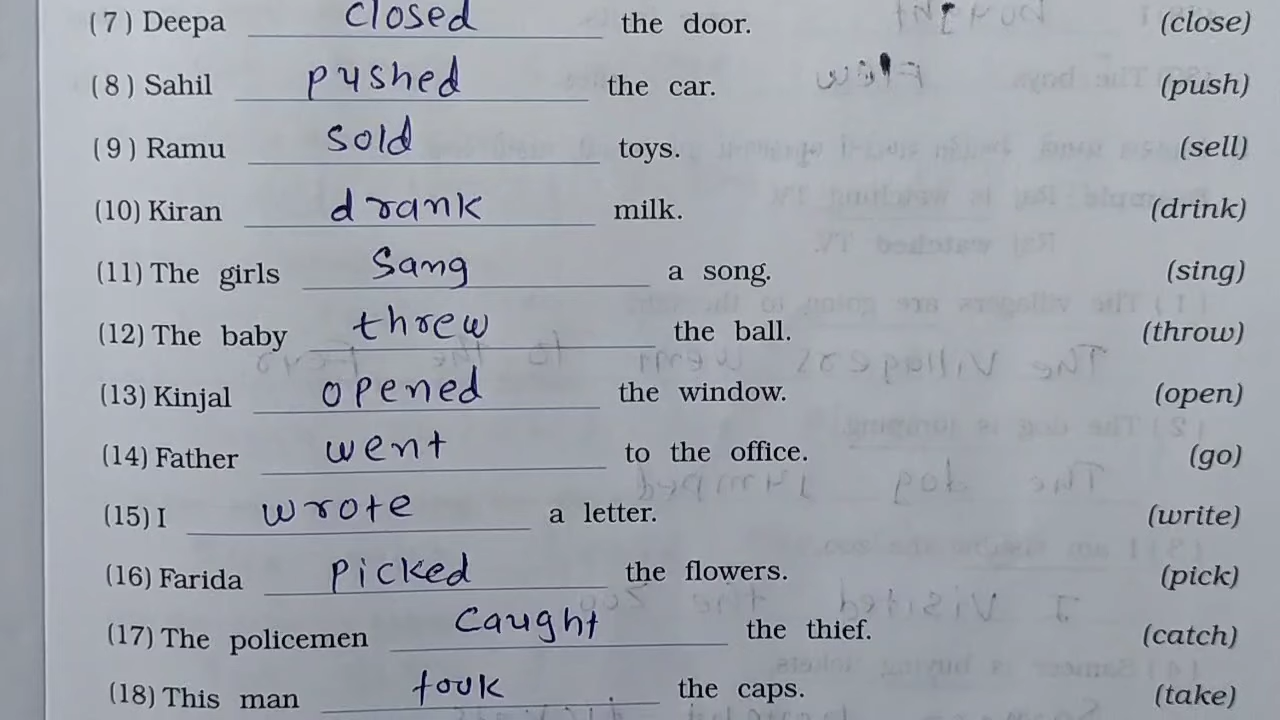 (7) Deepa closed the door. (close)
(8) Sahil pushed the car. (push)
(9) Ramu sold toys. (sell)
(10) Kiran drank milk. (drink)
(11) The girls Sang a song. (sing)
(12) The baby threw the ball. (throw)
(13) Kinjal opened the window. (open)
(14) Father went to the office. (go)
(15) I wrote a letter. (write)
(16) Farida picked the flowers. (pick)
(17) The policemen caught the thief. (catch)
(18) This man took the caps. (take)